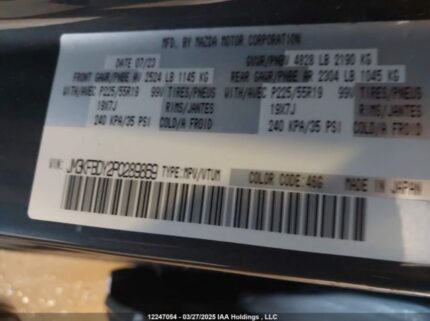 MFD. BY MAZDA MOTOR CORPORATION
DATE 07/23 GVWR/PNBV 4828 LB 2190 KG
FRONT GAWR/PNBE AV 2524 LB 1145 KG REAR GAWR/PNBE AR 2304 LB 1045 KG
WITH/AVEC P225/55R19 99V TIRES/PNEUS WITH/AVEC P225/55R19 99V TIRES/PNEUS
19X7J RIMS/JANTES 19X7J RIMS/JANTES
240 KPA/35 PSI COLD/A FROID 240 KPA/35 PSI COLD/A FROID
VIN: JM3KFBDY2P0289869 TYPE:MPV/VTUM COLOR CODE:46G MADE IN JAPAN
12247054 — 03/27/2025 IAA Holdings, LLC | Copyright